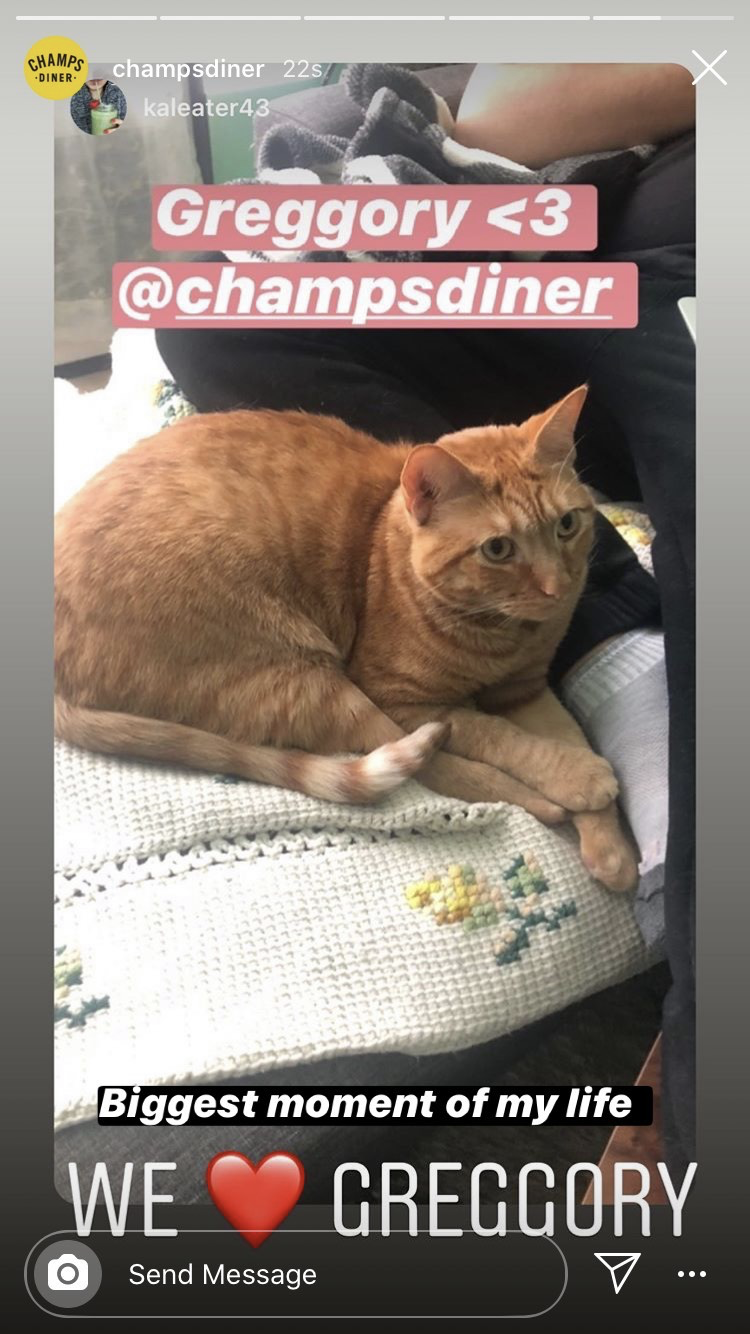 CHAMPS
·DINER·
champsdiner 22s
kaleater43
Greggory <3
@champsdiner
Biggest moment of my life
WE ❤️ GREGGORY
Send Message